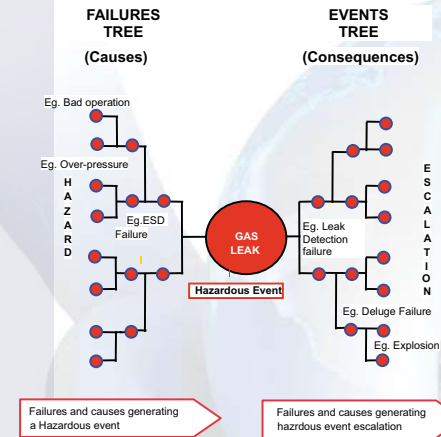 FAILURES
TREE
(Causes)
EVENTS
TREE
(Consequences)
Eg. Bad operation
Eg. Over-pressure
HAZARD
Eg.ESD
Failure
GAS
LEAK
Hazardous Event
Eg. Leak
Detection
failure
ESCALATION
Eg. Deluge Failure
Eg. Explosion
Failures and causes generating
a Hazardous event
Failures and causes generating
hazrdous event escalation